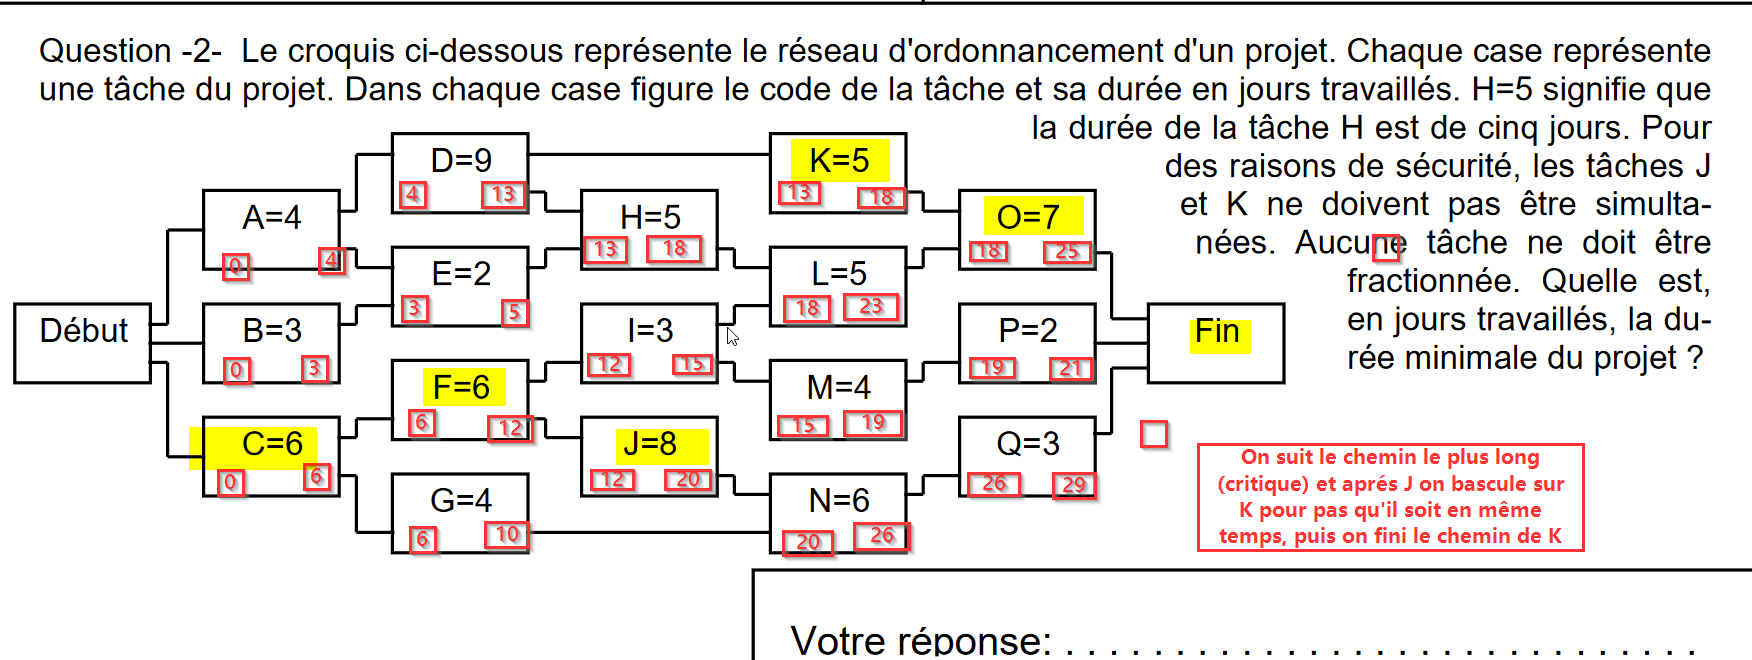 Question -2- Le croquis ci-dessous représente le réseau d'ordonnancement d'un projet. Chaque case représente
une tâche du projet. Dans chaque case figure le code de la tâche et sa durée en jours travaillés. H=5 signifie que
la durée de la tâche H est de cinq jours. Pour
des raisons de sécurité, les tâches J
et K ne doivent pas être simulta-
nées. Aucune tâche ne doit être
fractionnée. Quelle est,
en jours travaillés, la du-
rée minimale du projet ?
Début
A=4
0 4
B=3
0 3
C=6
0 6
D=9
4 13
E=2
3 5
F=6
6 12
G=4
6 10
H=5
13 18
I=3
12 15
J=8
12 20
K=5
13 18
L=5
18 23
M=4
15 19
N=6
20 26
O=7
18 25
P=2
19 21
Q=3
26 29
Fin
On suit le chemin le plus long
(critique) et aprés J on bascule sur
K pour pas qu'il soit en même
temps, puis on fini le chemin de K
Votre réponse: . . . . . . . . . . . . . . . . . . . . . . . . . . . .